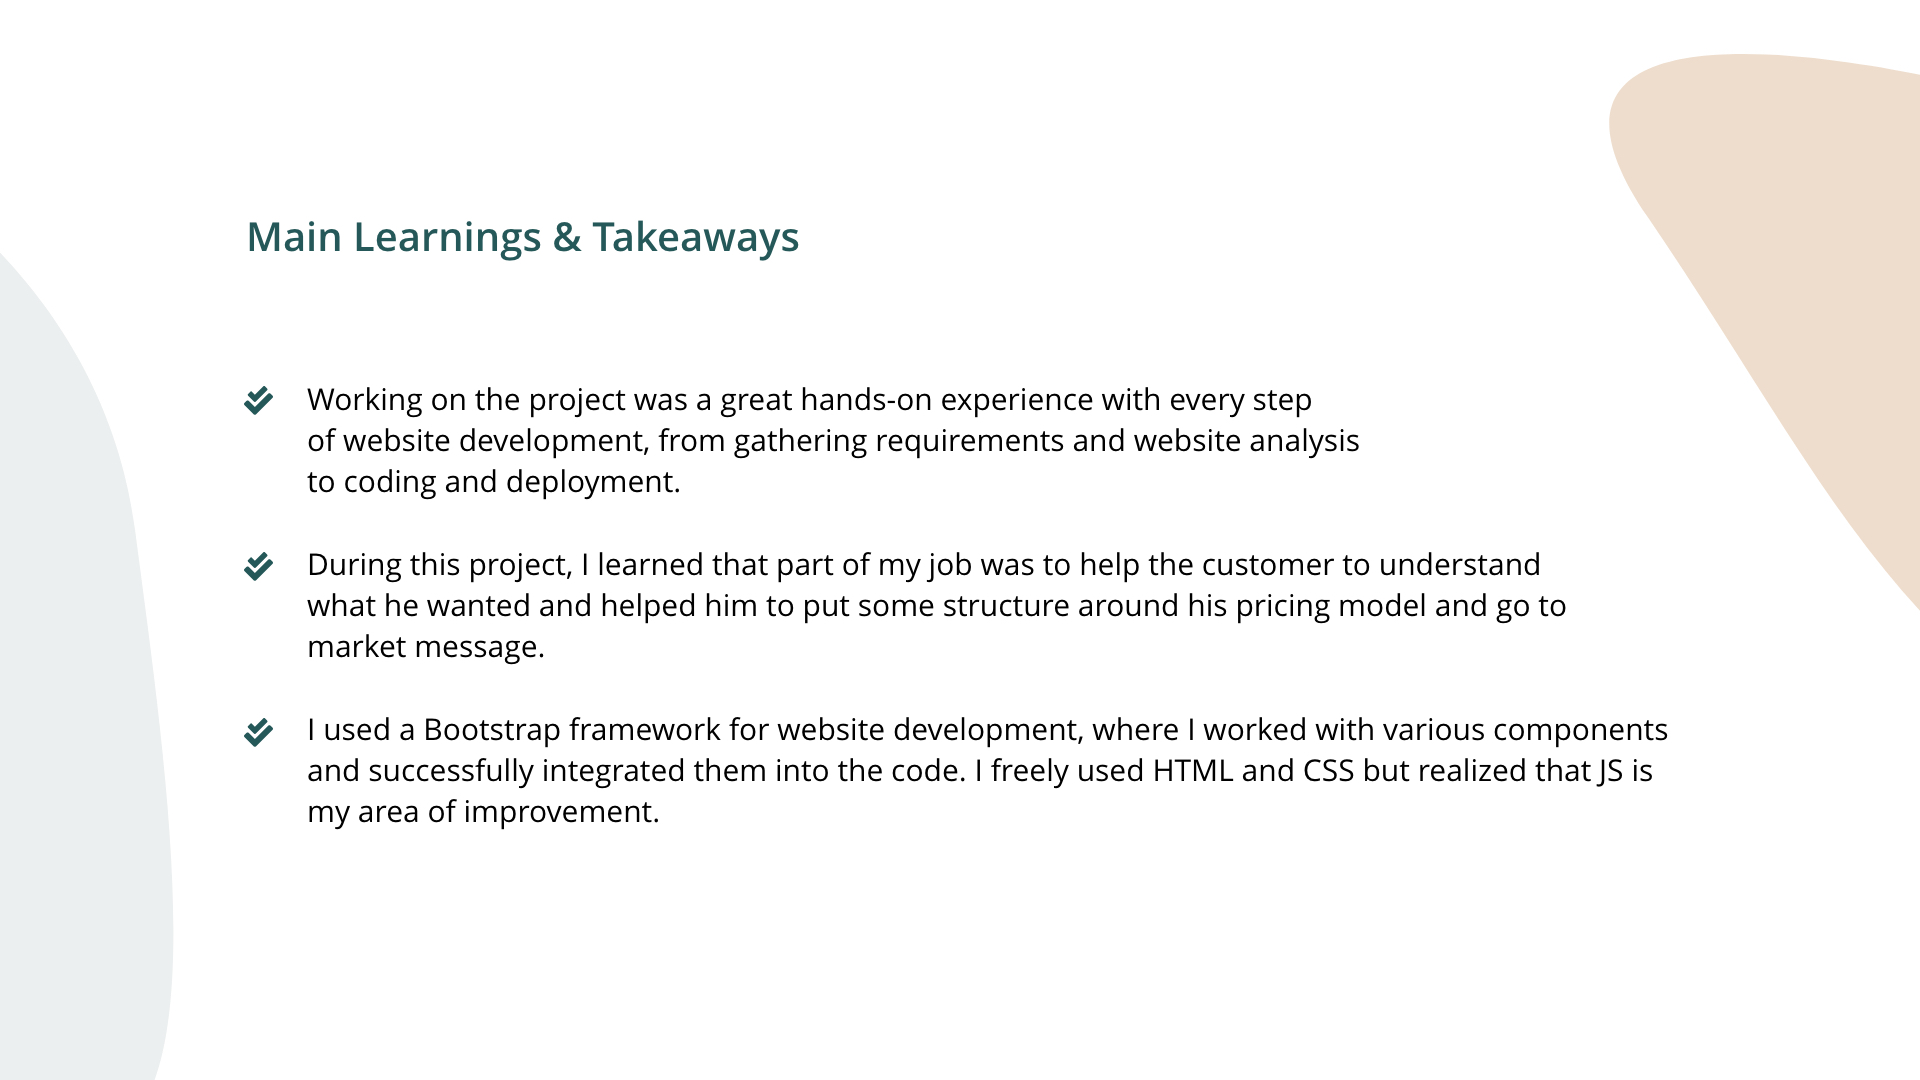 Main Learnings & Takeaways
Working on the project was a great hands-on experience with every step
of website development, from gathering requirements and website analysis
to coding and deployment.
During this project, I learned that part of my job was to help the customer to understand
what he wanted and helped him to put some structure around his pricing model and go to
market message.
I used a Bootstrap framework for website development, where I worked with various components
and successfully integrated them into the code. I freely used HTML and CSS but realized that JS is
my area of improvement.